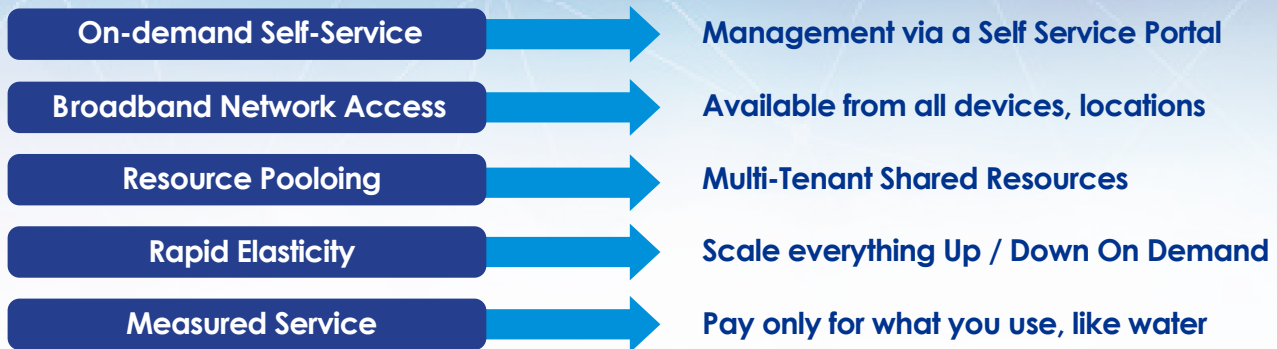 On-demand Self-Service Management via a Self Service Portal
Broadband Network Access Available from all devices, locations
Resource Pooloing Multi-Tenant Shared Resources
Rapid Elasticity Scale everything Up / Down On Demand
Measured Service Pay only for what you use, like water